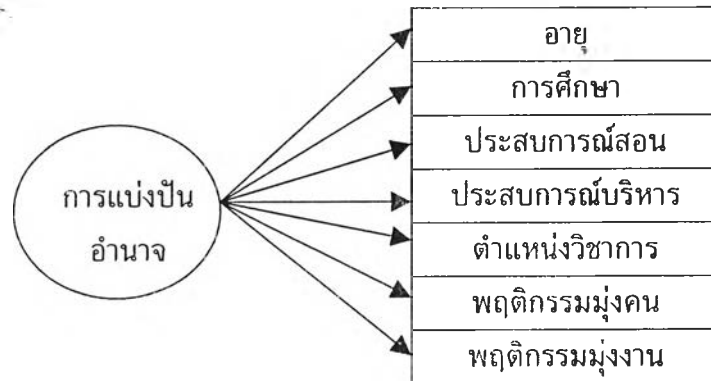 การแบ่งปัน
อำนาจ
อายุ
การศึกษา
ประสบการณ์สอน
ประสบการณ์บริหาร
ตำแหน่งวิชาการ
พฤติกรรมมุ่งคน
พฤติกรรมมุ่งงาน